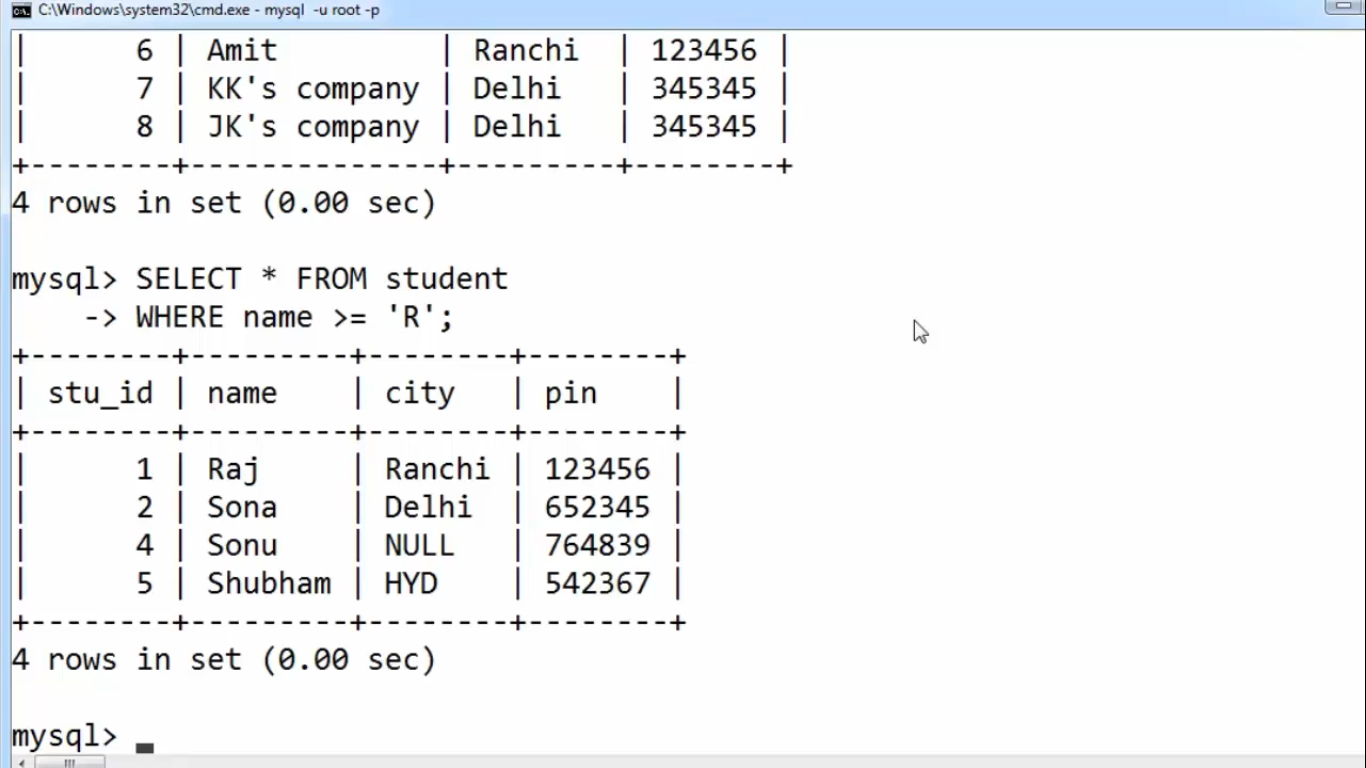 C:\Windows\system32\cmd.exe - mysql  -u root -p
|      6 | Amit         | Ranchi  | 123456 |
|      7 | KK's company | Delhi   | 345345 |
|      8 | JK's company | Delhi   | 345345 |
+--------+--------------+---------+--------+
4 rows in set (0.00 sec)

mysql> SELECT * FROM student
    -> WHERE name >= 'R';
+--------+---------+--------+--------+
| stu_id | name    | city   | pin    |
+--------+---------+--------+--------+
|      1 | Raj     | Ranchi | 123456 |
|      2 | Sona    | Delhi  | 652345 |
|      4 | Sonu    | NULL   | 764839 |
|      5 | Shubham | HYD    | 542367 |
+--------+---------+--------+--------+
4 rows in set (0.00 sec)

mysql>